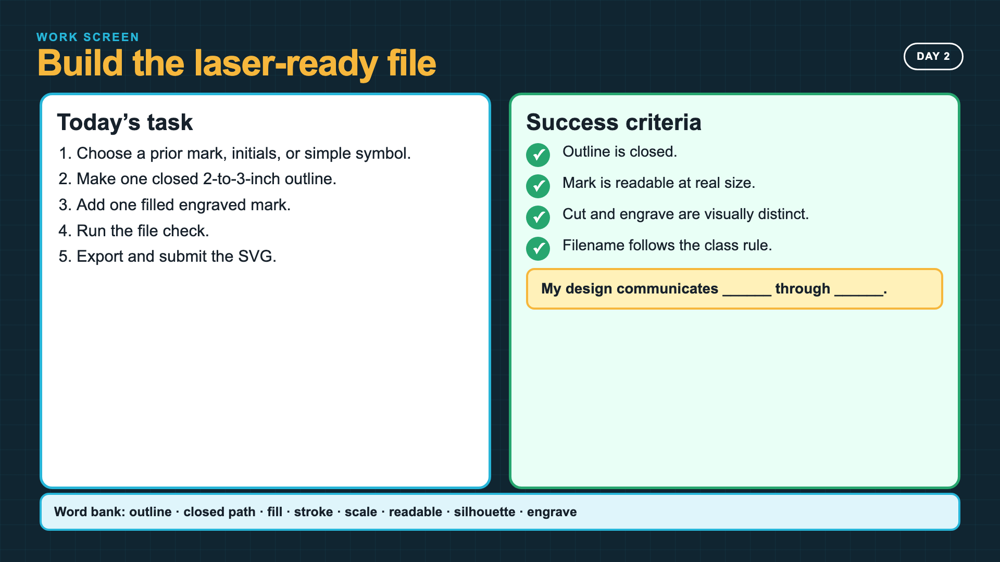 WORK SCREEN
Build the laser-ready file
DAY 2
Today’s task
1. Choose a prior mark, initials, or simple symbol.
2. Make one closed 2-to-3-inch outline.
3. Add one filled engraved mark.
4. Run the file check.
5. Export and submit the SVG.
Success criteria
✓ Outline is closed.
✓ Mark is readable at real size.
✓ Cut and engrave are visually distinct.
✓ Filename follows the class rule.
My design communicates ______ through ______.
Word bank: outline · closed path · fill · stroke · scale · readable · silhouette · engrave